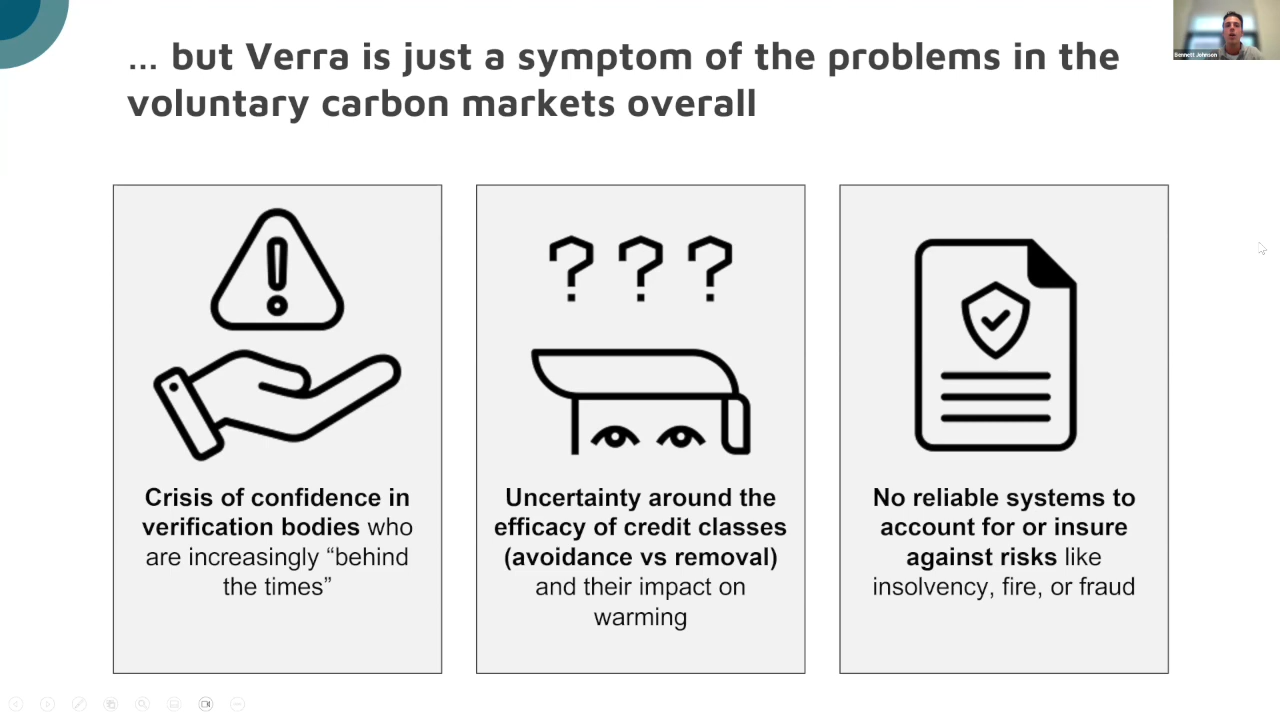 ... but Verra is just a symptom of the problems in the
voluntary carbon markets overall
Bennett Johnson
? ? ?
Crisis of confidence in
verification bodies who
are increasingly “behind
the times”
Uncertainty around the
efficacy of credit classes
(avoidance vs removal)
and their impact on
warming
No reliable systems to
account for or insure
against risks like
insolvency, fire, or fraud